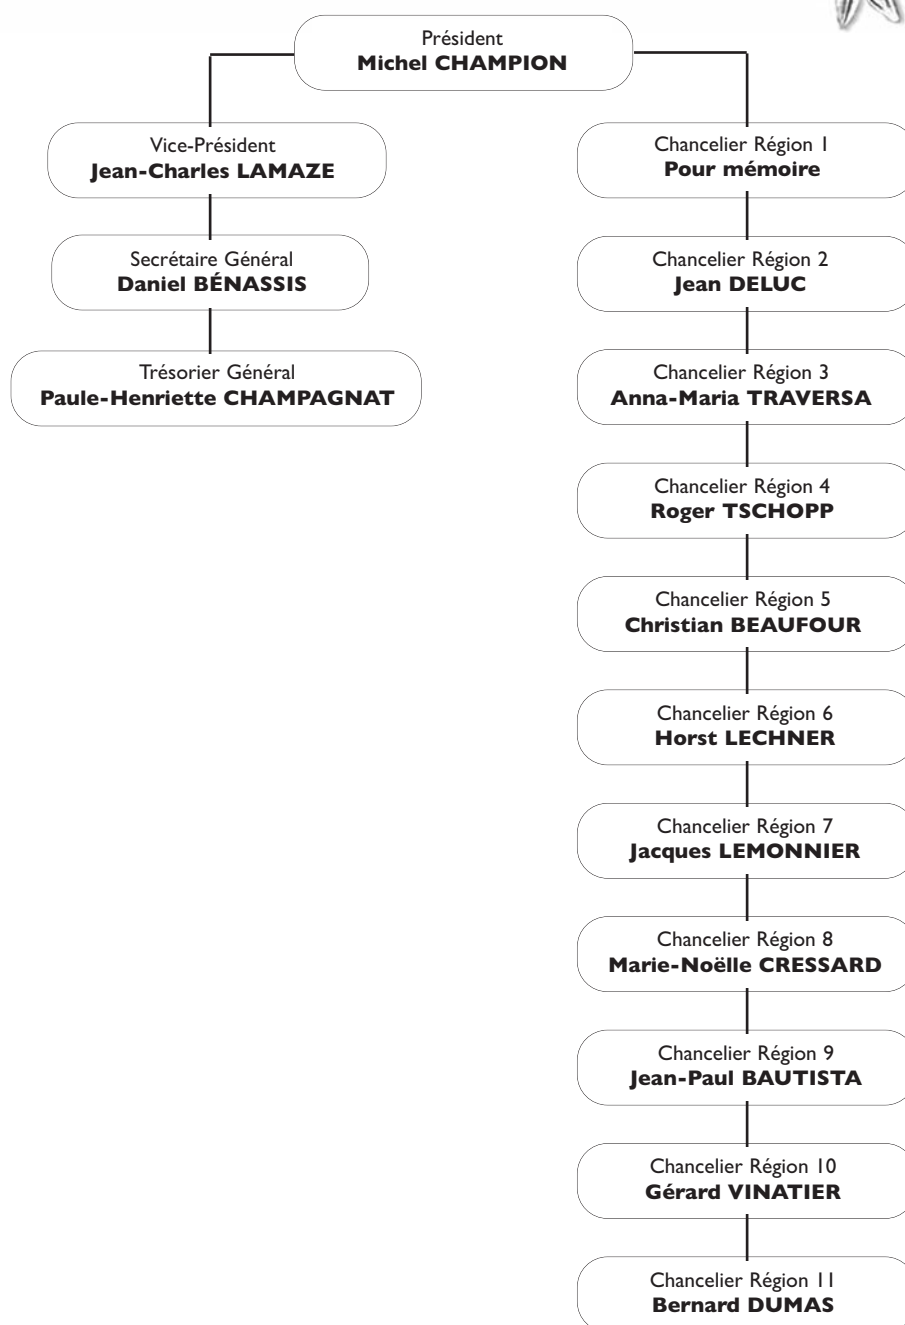 Président
Michel CHAMPION
Vice-Président
Jean-Charles LAMAZE
Secrétaire Général
Daniel BÉNASSIS
Trésorier Général
Paule-Henriette CHAMPAGNAT
Chancelier Région 1
Pour mémoire
Chancelier Région 2
Jean DELUC
Chancelier Région 3
Anna-Maria TRAVERSA
Chancelier Région 4
Roger TSCHOPP
Chancelier Région 5
Christian BEAUFOUR
Chancelier Région 6
Horst LECHNER
Chancelier Région 7
Jacques LEMONNIER
Chancelier Région 8
Marie-Noëlle CRESSARD
Chancelier Région 9
Jean-Paul BAUTISTA
Chancelier Région 10
Gérard VINATIER
Chancelier Région 11
Bernard DUMAS